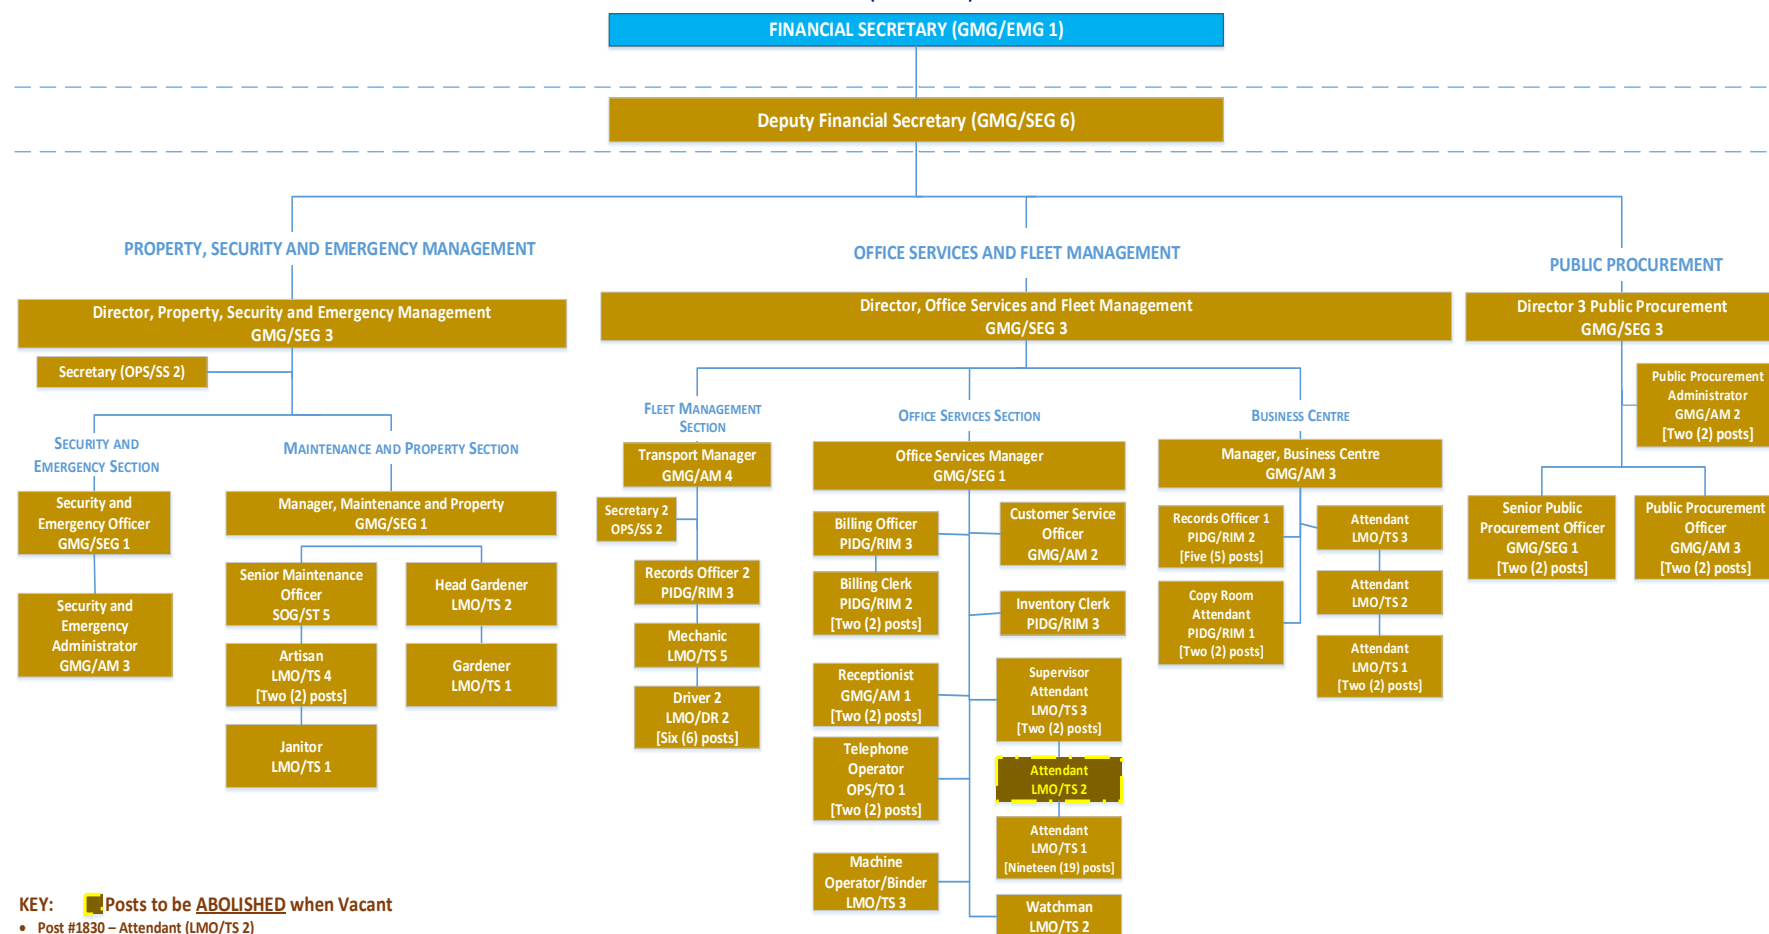 FINANCIAL SECRETARY (GMG/EMG 1)
Deputy Financial Secretary (GMG/SEG 6)
PROPERTY, SECURITY AND EMERGENCY MANAGEMENT
Director, Property, Security and Emergency Management
GMG/SEG 3
Secretary (OPS/SS 2)
SECURITY AND
EMERGENCY SECTION
Security and
Emergency Officer
GMG/SEG 1
Security and
Emergency
Administrator
GMG/AM 3
MAINTENANCE AND PROPERTY SECTION
Manager, Maintenance and Property
GMG/SEG 1
Senior Maintenance
Officer
SOG/ST 5
Artisan
LMO/TS 4
[Two (2) posts]
Janitor
LMO/TS 1
Head Gardener
LMO/TS 2
Gardener
LMO/TS 1
OFFICE SERVICES AND FLEET MANAGEMENT
Director, Office Services and Fleet Management
GMG/SEG 3
FLEET MANAGEMENT
SECTION
Transport Manager
GMG/AM 4
Secretary 2
OPS/SS 2
Records Officer 2
PIDG/RIM 3
Mechanic
LMO/TS 5
Driver 2
LMO/DR 2
[Six (6) posts]
OFFICE SERVICES SECTION
Office Services Manager
GMG/SEG 1
Billing Officer
PIDG/RIM 3
Billing Clerk
PIDG/RIM 2
[Two (2) posts]
Receptionist
GMG/AM 1
[Two (2) posts]
Telephone
Operator
OPS/TO 1
[Two (2) posts]
Machine
Operator/Binder
LMO/TS 3
Customer Service
Officer
GMG/AM 2
Inventory Clerk
PIDG/RIM 3
Supervisor
Attendant
LMO/TS 3
[Two (2) posts]
Attendant
LMO/TS 2
Attendant
LMO/TS 1
[Nineteen (19) posts]
Watchman
LMO/TS 2
BUSINESS CENTRE
Manager, Business Centre
GMG/AM 3
Records Officer 1
PIDG/RIM 2
[Five (5) posts]
Copy Room
Attendant
PIDG/RIM 1
[Two (2) posts]
Attendant
LMO/TS 3
Attendant
LMO/TS 2
Attendant
LMO/TS 1
[Two (2) posts]
PUBLIC PROCUREMENT
Director 3 Public Procurement
GMG/SEG 3
Public Procurement
Administrator
GMG/AM 2
[Two (2) posts]
Senior Public
Procurement Officer
GMG/SEG 1
[Two (2) posts]
Public Procurement
Officer
GMG/AM 3
[Two (2) posts]
KEY: Posts to be ABOLISHED when Vacant
• Post #1830 – Attendant (LMO/TS 2)